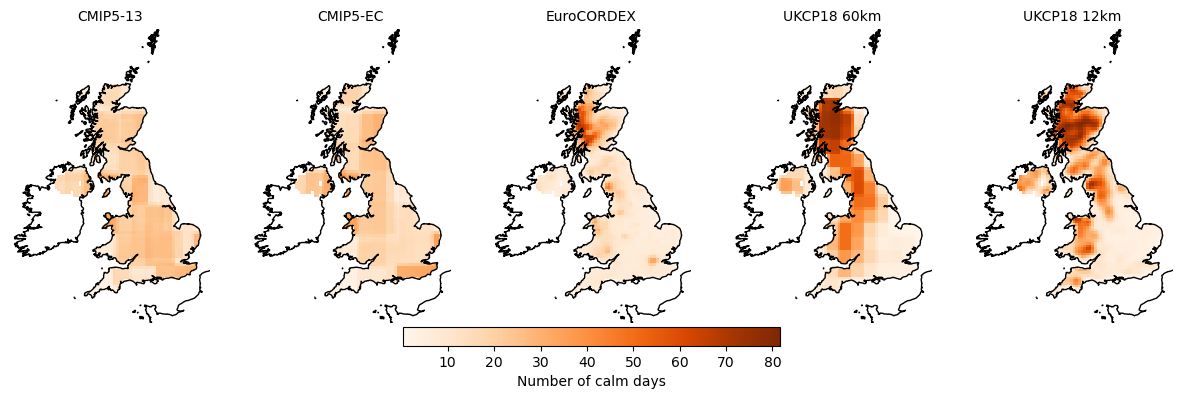 CMIP5-13 CMIP5-EC EuroCORDEX UKCP18 60km UKCP18 12km
10 20 30 40 50 60 70 80
Number of calm days